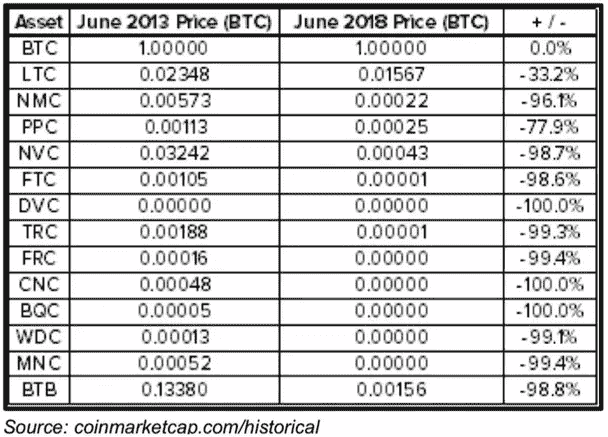 Asset June 2013 Price (BTC) June 2018 Price (BTC) + / -
BTC 1.00000 1.00000 0.0%
LTC 0.02348 0.01567 -33.2%
NMC 0.00573 0.00022 -96.1%
PPC 0.00113 0.00025 -77.9%
NVC 0.03242 0.00043 -98.7%
FTC 0.00105 0.00001 -98.6%
DVC 0.00000 0.00000 -100.0%
TRC 0.00188 0.00001 -99.3%
FRC 0.00016 0.00000 -99.4%
CNC 0.00048 0.00000 -100.0%
BQC 0.00005 0.00000 -100.0%
WDC 0.00013 0.00000 -99.1%
MNC 0.00052 0.00000 -99.4%
BTB 0.13380 0.00156 -98.8%
Source: coinmarketcap.com/historical